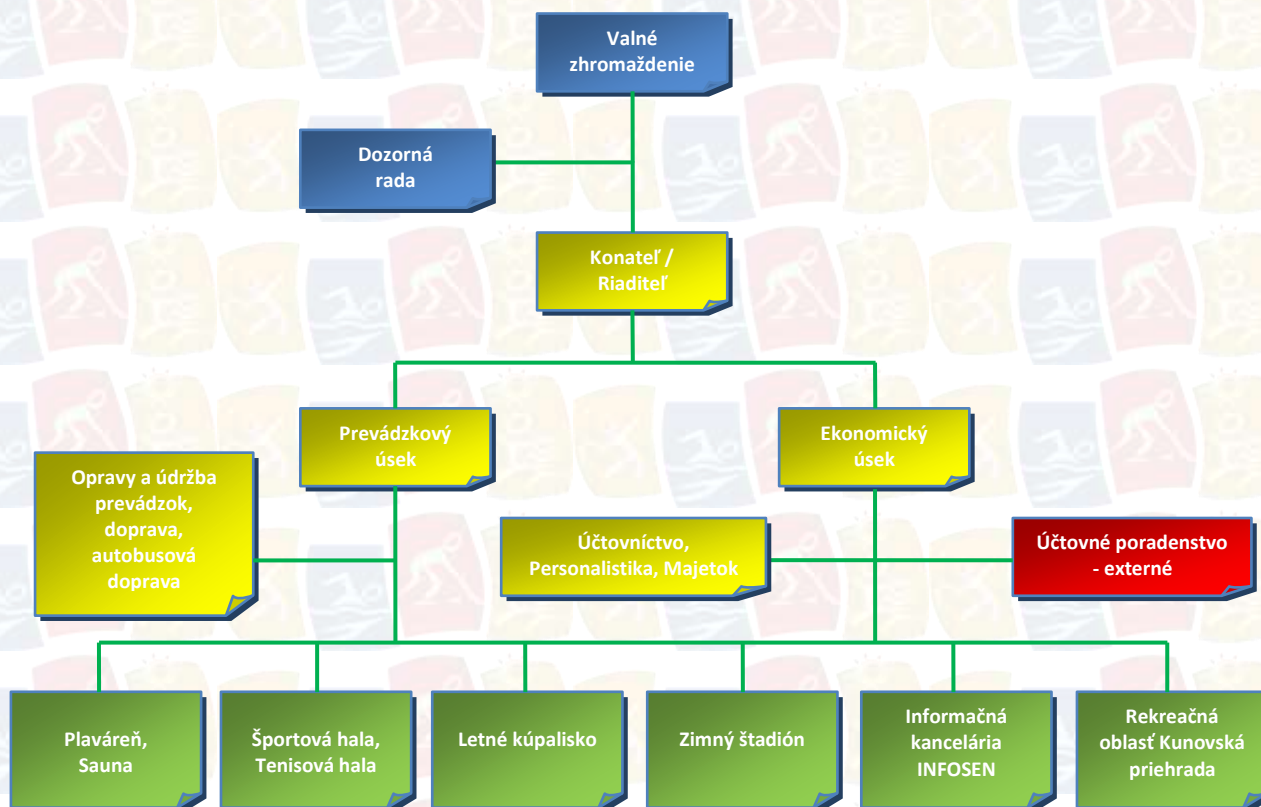 Valné
zhromaždenie
Dozorná
rada
Konateľ /
Riaditeľ
Prevádzkový
úsek
Ekonomický
úsek
Opravy a údržba
prevádzok,
doprava,
autobusová
doprava
Účtovníctvo,
Personalistika, Majetok
Účtovné poradenstvo
- externé
Plaváreň,
Sauna
Športová hala,
Tenisová hala
Letné kúpalisko
Zimný štadión
Informačná
kancelária
INFOSEN
Rekreačná
oblasť Kunovská
priehrada